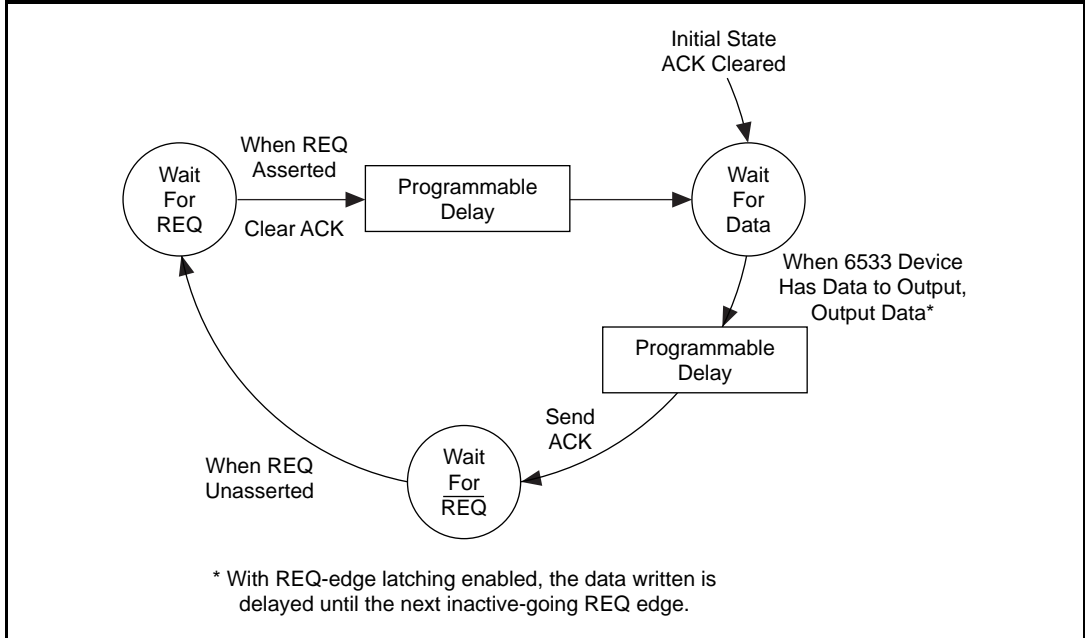 Initial State
ACK Cleared
When REQ
Asserted
Wait
For
REQ
Clear ACK
Programmable
Delay
Wait
For
Data
When 6533 Device
Has Data to Output,
Output Data*
Programmable
Delay
Send
ACK
Wait
For
R̅E̅Q̅
When REQ
Unasserted
* With REQ-edge latching enabled, the data written is
delayed until the next inactive-going REQ edge.